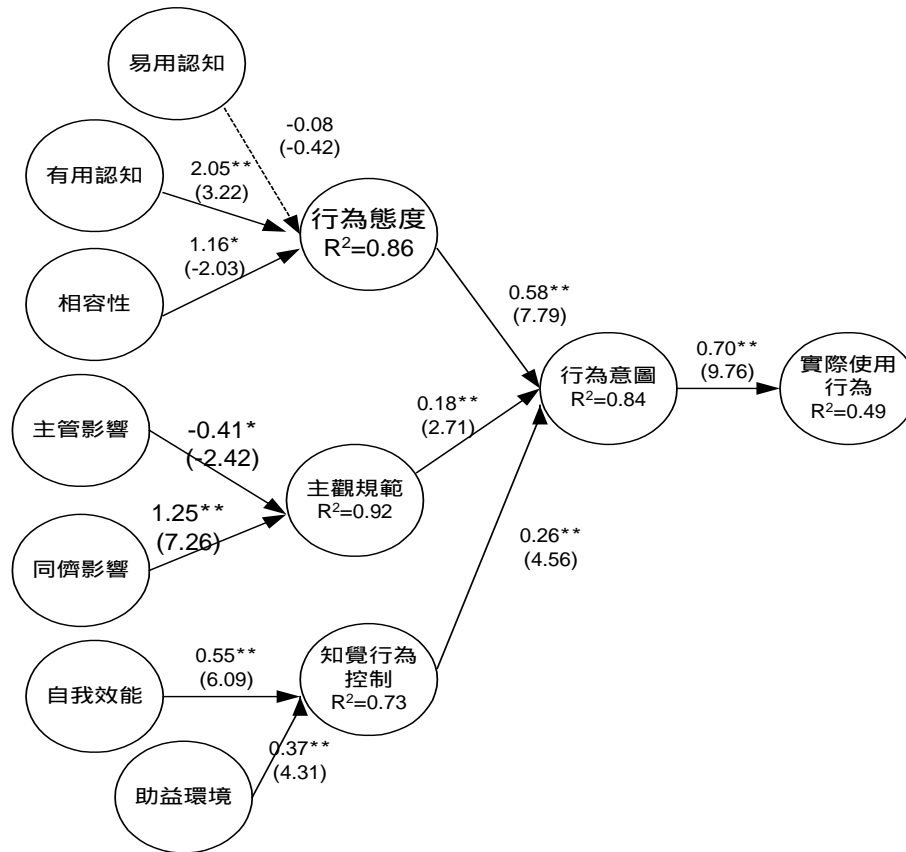 易用認知
-0.08
(-0.42)
有用認知
2.05**
(3.22)
行為態度
R²=0.86
相容性
1.16*
(-2.03)
0.58**
(7.79)
行為意圖
R²=0.84
0.70**
(9.76)
實際使用
行為
R²=0.49
主管影響
-0.41*
(-2.42)
主觀規範
R²=0.92
0.18**
(2.71)
同儕影響
1.25**
(7.26)
0.26**
(4.56)
自我效能
0.55**
(6.09)
知覺行為
控制
R²=0.73
助益環境
0.37**
(4.31)